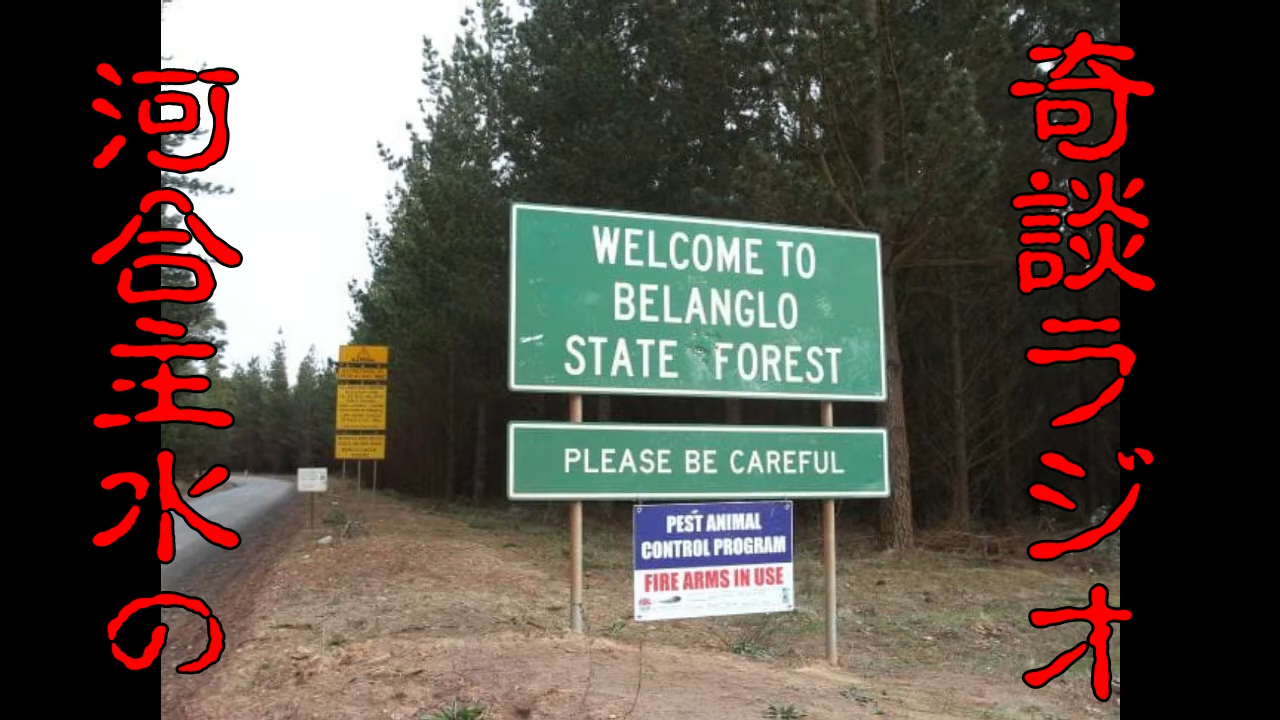 河合主水の
奇談ラジオ
WELCOME TO
BELANGLO
STATE FOREST
PLEASE BE CAREFUL
PEST ANIMAL
CONTROL PROGRAM
FIRE ARMS IN USE